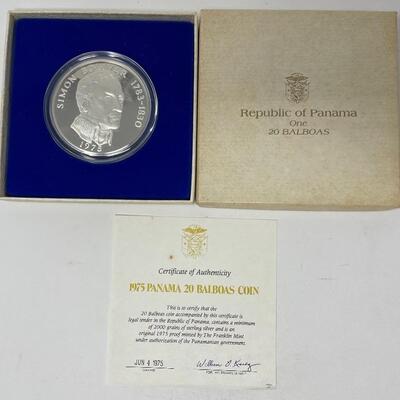 SIMON BOLIVAR 1783-1830
1975
Republic of Panama
One
20 BALBOAS
Certificate of Authenticity
1975 PANAMA 20 BALBOAS COIN
This is to certify that the
20 Balboas coin accompanied by this certificate is
legal tender in the Republic of Panama, contains a minimum
of 2000 grains of sterling silver and is an
original 1975 proof minted by The Franklin Mint
under authorization of the Panamanian government.
JUN 4 1975